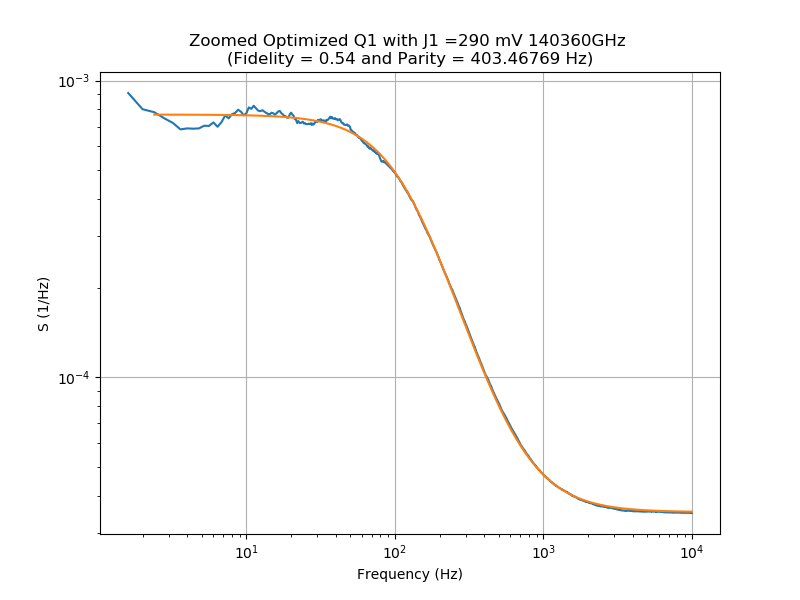 Zoomed Optimized Q1 with J1 =290 mV 140360GHz
(Fidelity = 0.54 and Parity = 403.46769 Hz)
S (1/Hz)
10⁻³
10⁻⁴
10¹ 10² 10³ 10⁴
Frequency (Hz)